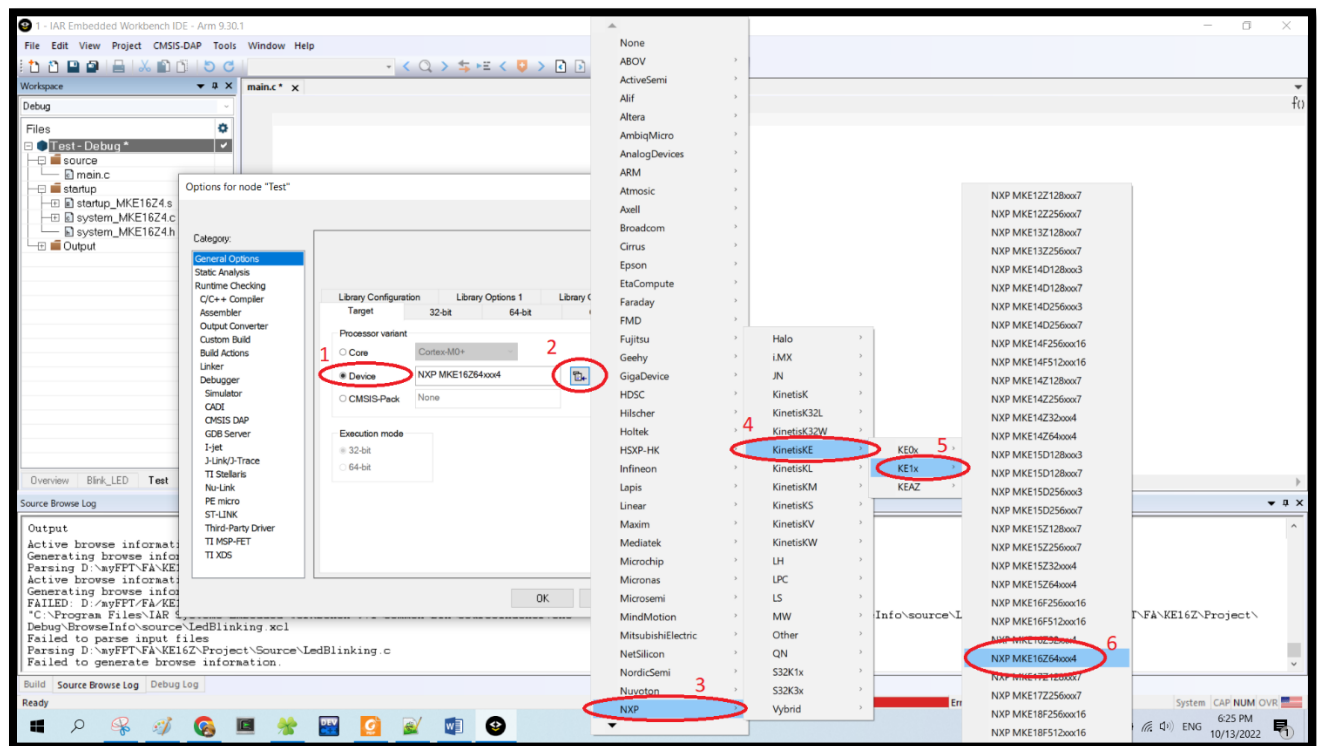 1 - IAR Embedded Workbench IDE - Arm 9.30.1
File Edit View Project CMSIS-DAP Tools Window Help
Workspace
main.c *
Debug
Files
Test - Debug *
source
main.c
startup
startup_MKE16Z4.s
system_MKE16Z4.c
system_MKE16Z4.h
Output
Overview Blink_LED Test
Options for node "Test"
Category:
General Options
Static Analysis
Runtime Checking
C/C++ Compiler
Assembler
Output Converter
Custom Build
Build Actions
Linker
Debugger
Simulator
CADI
CMSIS DAP
GDB Server
I-jet
J-Link/J-Trace
TI Stellaris
Nu-Link
PE micro
ST-LINK
Third-Party Driver
TI MSP-FET
TI XDS
Library Configuration Library Options 1 Library
Target 32-bit 64-bit
Processor variant
1 Core Cortex-M0+ 2
Device NXP MKE16Z64xxx4
CMSIS-Pack None
Execution mode
32-bit
64-bit
OK
None
ABOV
ActiveSemi
Alif
Altera
AmbiqMicro
AnalogDevices
ARM
Atmosic
Axell
Broadcom
Cirrus
Epson
EtaCompute
Faraday
FMD
Fujitsu
Geehy
GigaDevice
HDSC
Hilscher
Holtek
HSXP-HK
Infineon
Lapis
Linear
Maxim
Mediatek
Microchip
Micronas
Microsemi
MindMotion
MitsubishiElectric
NetSilicon
NordicSemi
Nuvoton 3
NXP
Halo
i.MX
JN
KinetisK
KinetisK32L
4 KinetisK32W
KinetisKE
KinetisKL
KinetisKM
KinetisKS
KinetisKV
KinetisKW
LH
LPC
LS
MW
Other
QN
S32K1x
S32K3x
Vybrid
KE0x 5
KE1x
KEAZ
NXP MKE12Z128xxx7
NXP MKE12Z256xxx7
NXP MKE13Z128xxx7
NXP MKE13Z256xxx7
NXP MKE14D128xxx3
NXP MKE14D128xxx7
NXP MKE14D256xxx3
NXP MKE14D256xxx7
NXP MKE14F256xxx16
NXP MKE14F512xxx16
NXP MKE14Z128xxx7
NXP MKE14Z256xxx7
NXP MKE14Z32xxx4
NXP MKE14Z64xxx4
NXP MKE15D128xxx3
NXP MKE15D128xxx7
NXP MKE15D256xxx3
NXP MKE15D256xxx7
NXP MKE15Z128xxx7
NXP MKE15Z256xxx7
NXP MKE15Z32xxx4
NXP MKE15Z64xxx4
NXP MKE16F256xxx16
NXP MKE16F512xxx16
NXP MKE16Z32xxx4 6
NXP MKE16Z64xxx4
NXP MKE17Z128xxx7
NXP MKE17Z256xxx7
NXP MKE18F256xxx16
NXP MKE18F512xxx16
Source Browse Log
Output
Active browse informati
Generating browse infor
Parsing D:\myFPT\FA\KE1
Active browse informati
Generating browse infor
FAILED: D:/myFPT/FA/KE1
"C:\Program Files\IAR
eInfo\source\L
PT\FA\KE16Z\Project\
Debug\BrowseInfo\source\LedBlinking.xcl
Failed to parse input files
Parsing D:\myFPT\FA\KE16Z\Project\Source\LedBlinking.c
Failed to generate browse information.
Build Source Browse Log Debug Log
Ready
System CAP NUM OVR
ENG 6:25 PM
10/13/2022